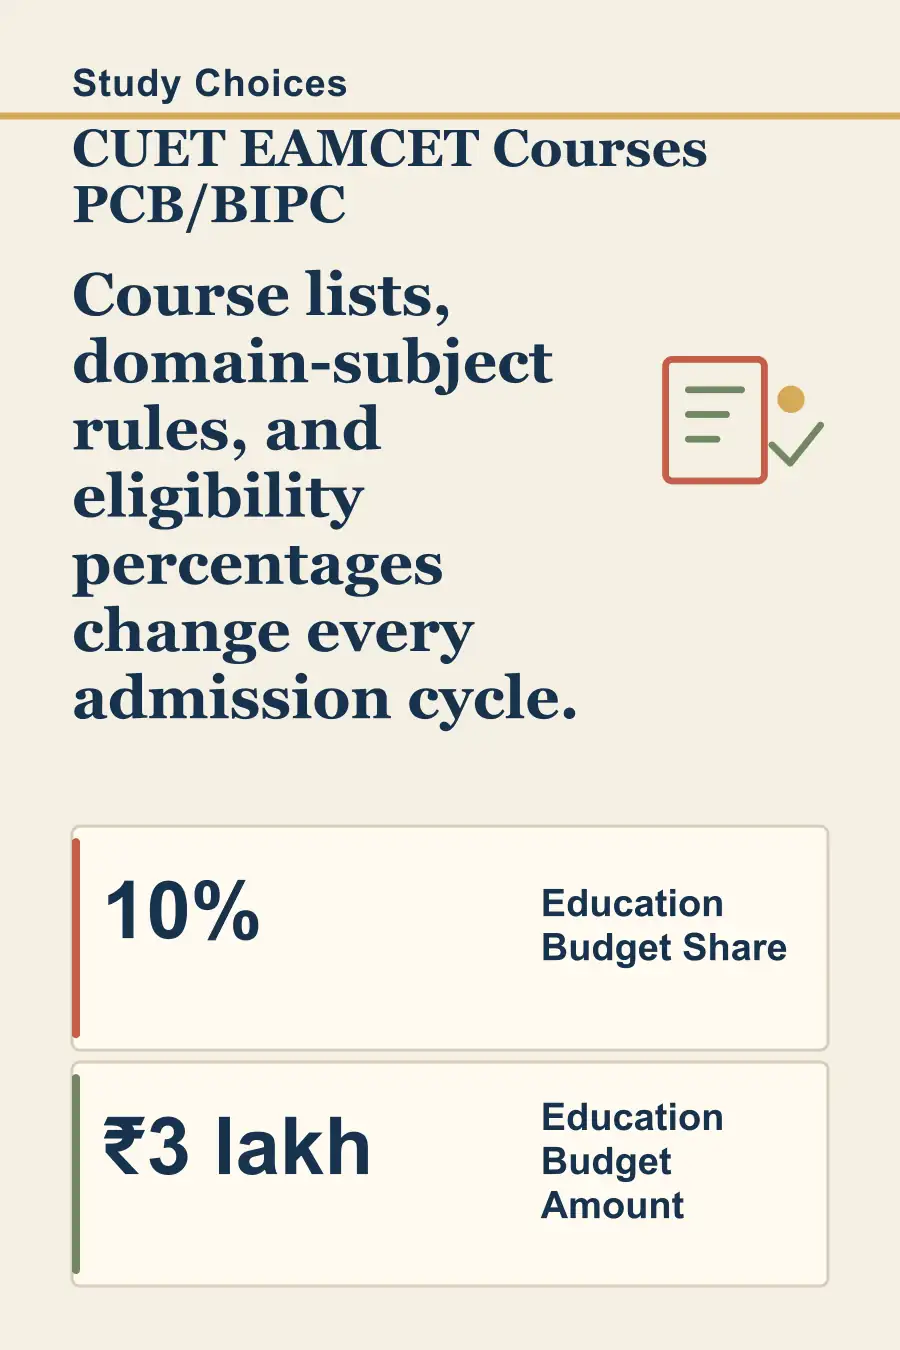 Study Choices
CUET EAMCET Courses
PCB/BIPC
Course lists,
domain-subject
rules, and
eligibility
percentages
change every
admission cycle.
10%
Education
Budget Share
₹3 lakh
Education
Budget
Amount